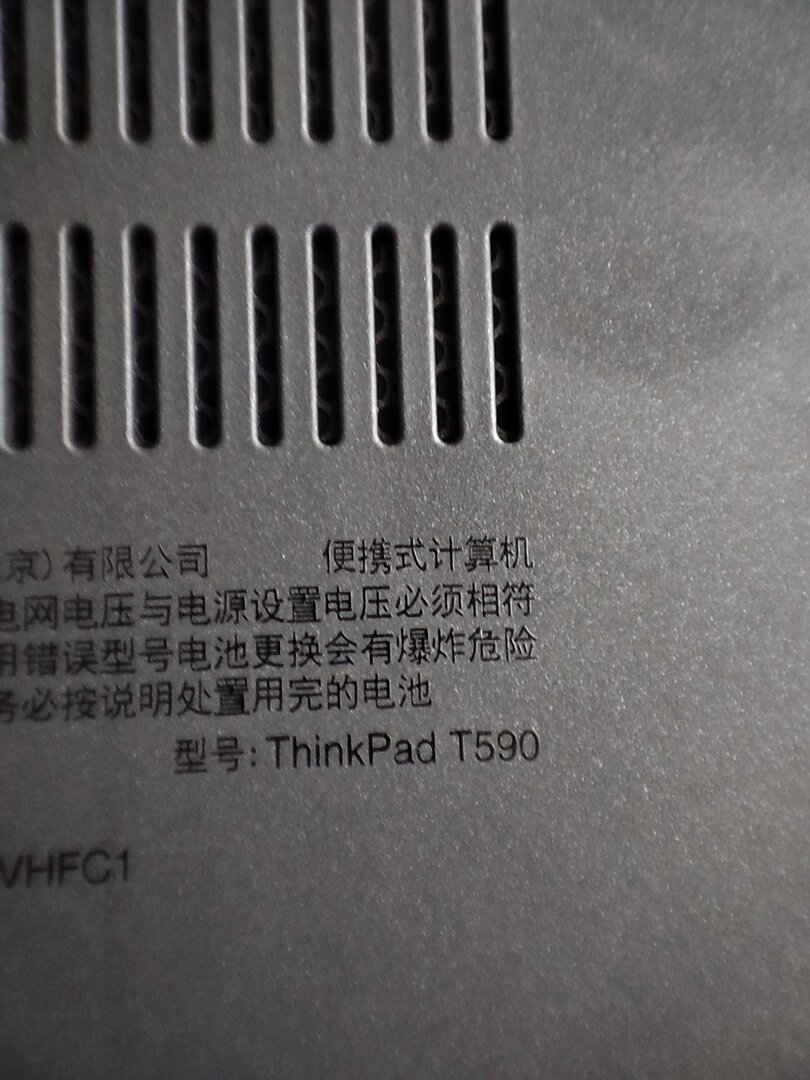 京）有限公司 便携式计算机
电网电压与电源设置电压必须相符
用错误型号电池更换会有爆炸危险
务必按说明处置用完的电池
型号: ThinkPad T590
VHFC1